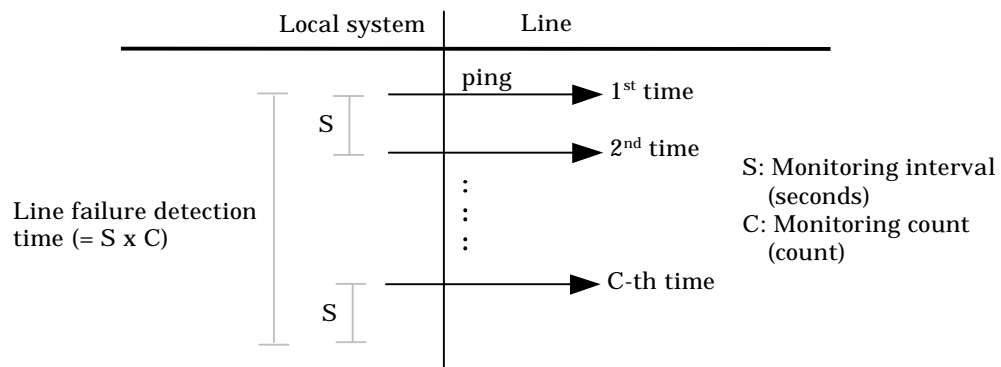 Local system
Line
ping
1st time
S
2nd time
S: Monitoring interval
(seconds)
C: Monitoring count
(count)
Line failure detection
time (= S x C)
C-th time
S